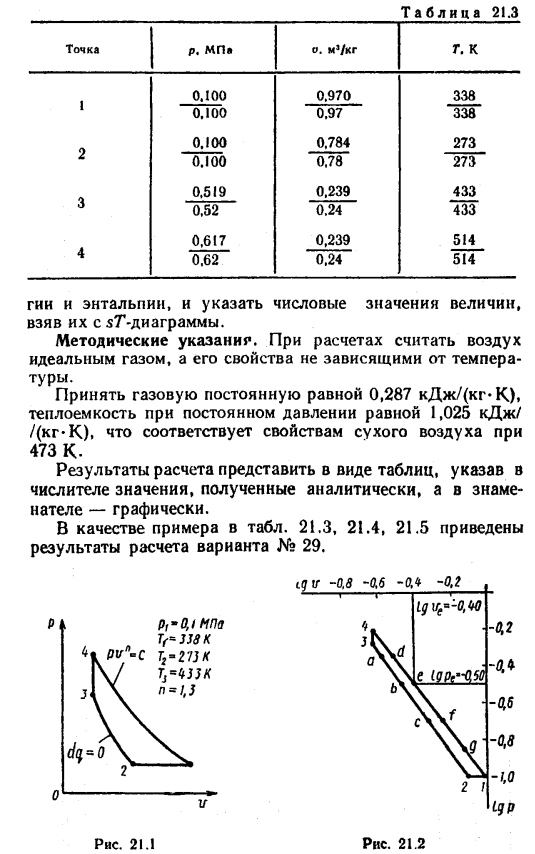 Таблица 21.3
Точка p. МПа v. м³/кг T. К
1 0,100/0.100 0,970/0.97 338/338
2 0,100/0.100 0,784/0.78 273/273
3 0,519/0.52 0,239/0.24 433/433
4 0,617/0.62 0,239/0.24 514/514
гии и энтальпии, и указать числовые значения величин,
взяв их с sT-диаграммы.
Методические указания. При расчетах считать воздух
идеальным газом, а его свойства не зависящими от темпера-
туры.
Принять газовую постоянную равной 0,287 кДж/(кг·К),
теплоемкость при постоянном давлении равной 1,025 кДж/
/(кг·К), что соответствует свойствам сухого воздуха при
473 К.
Результаты расчета представить в виде таблиц, указав в
числителе значения, полученные аналитически, а в знаме-
нателе — графически.
В качестве примера в табл. 21.3, 21.4, 21.5 приведены
результаты расчета варианта № 29.
p
4
pvⁿ=c
3
dq=0
2
0
v
p₁=0,1 МПа
T₁=338 К
T₂=273 К
T₃=433 К
n=1,3
Рис. 21.1
lg v -0,8 -0,6 -0,4 -0,2
lg vₑ=-0,40
-0,2
4
3
a
d
-0,4
e lg pₑ=-0,50
b
-0,6
c
f
-0,8
g
-1,0
2
1
lg p
Рис. 21.2